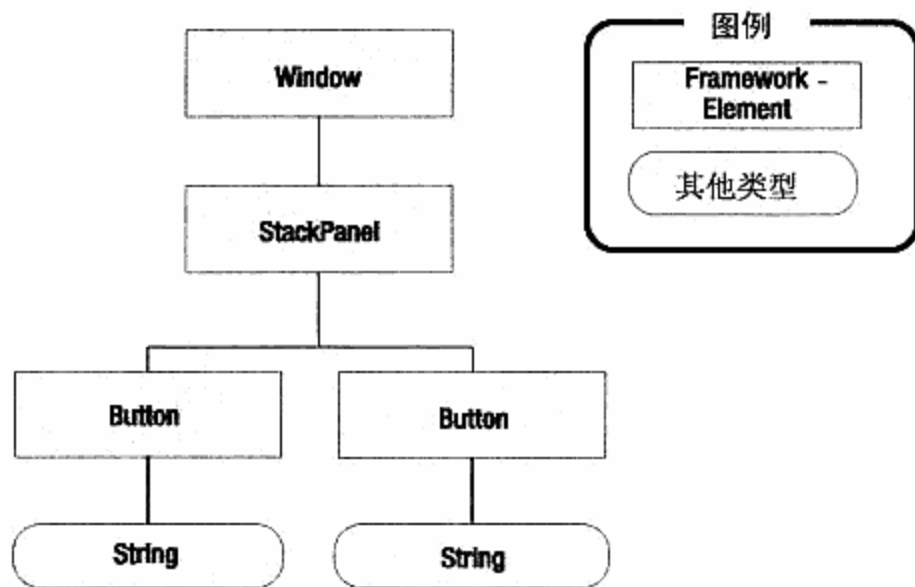 Window
StackPanel
Button
Button
String
String
图例
Framework -
Element
其他类型